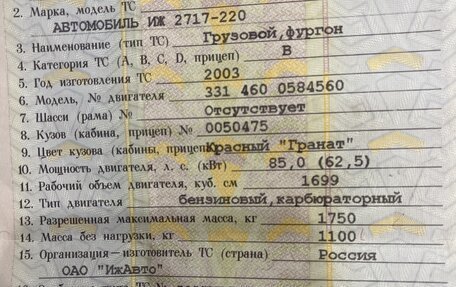 2. Марка, модель ТС
АВТОМОБИЛЬ ИЖ 2717-220
3. Наименование (тип ТС) Грузовой,фургон
4. Категория ТС (A, B, C, D, прицеп) В
5. Год изготовления ТС 2003
6. Модель, № двигателя 331 460 0584560
7. Шасси (рама) № Отсутствует
8. Кузов (кабина, прицеп) № 0050475
9. Цвет кузова (кабины, прицепа) Красный "Гранат"
10. Мощность двигателя, л. с. (кВт) 85,0 (62,5)
11. Рабочий объем двигателя, куб. см 1699
12. Тип двигателя бензиновый,карбюраторный
13. Разрешенная максимальная масса, кг 1750
14. Масса без нагрузки, кг 1100
15. Организация—изготовитель ТС (страна) Россия
ОАО "ИжАвто"